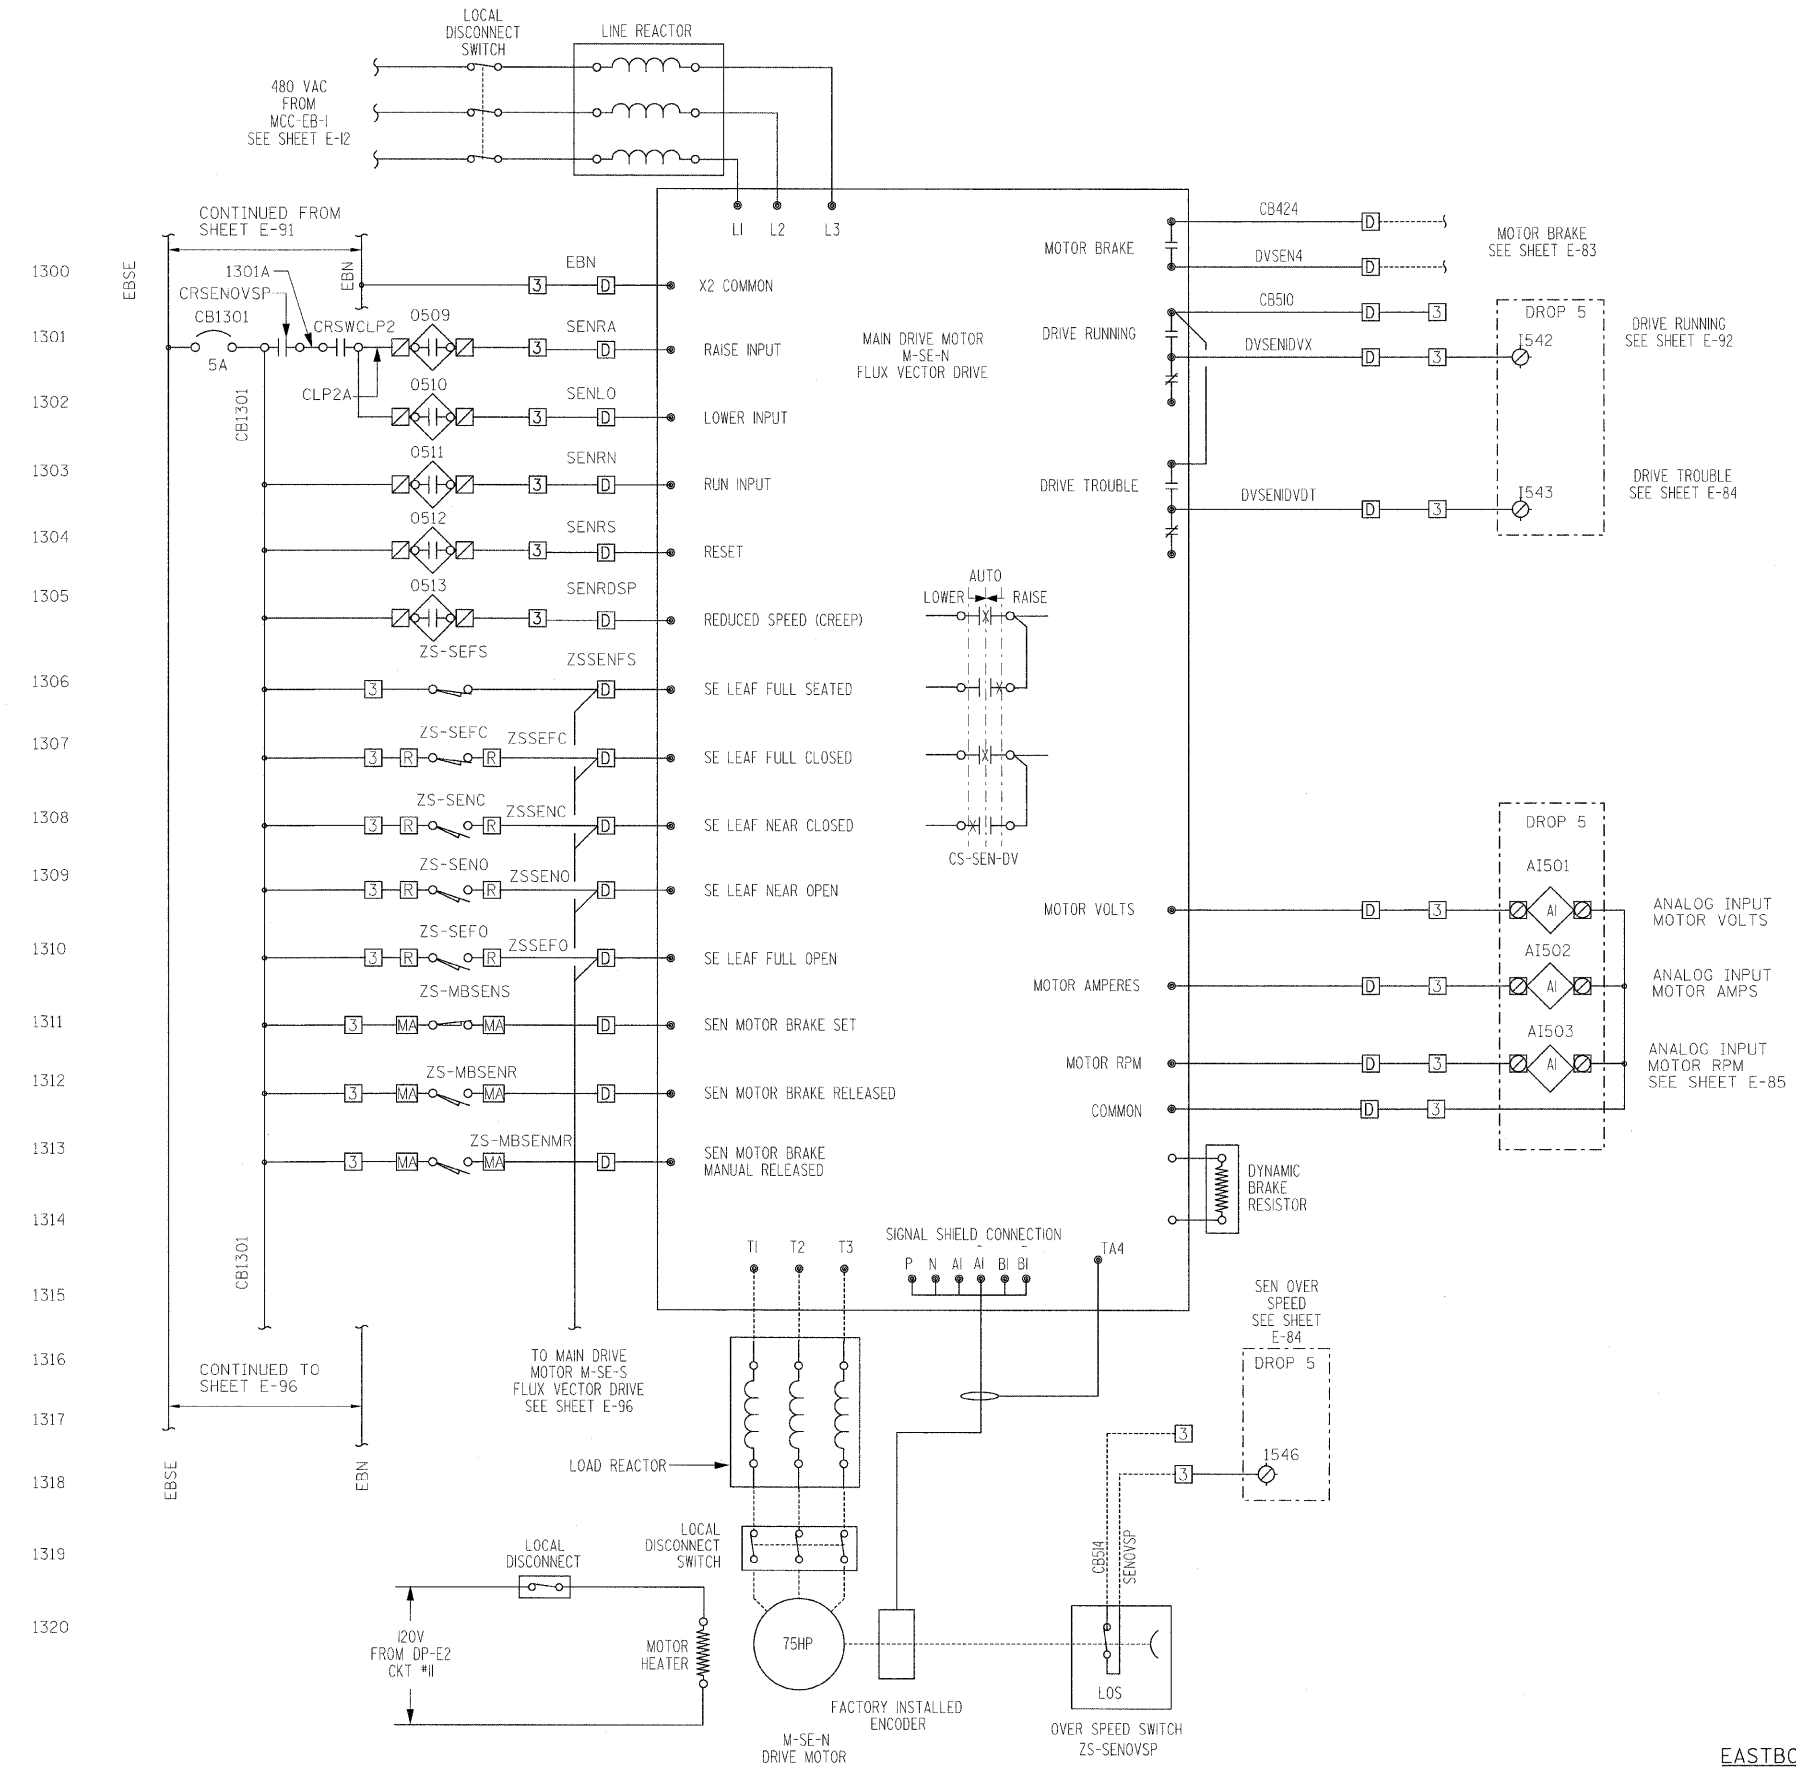 LOCAL
DISCONNECT
SWITCH
LINE REACTOR
480 VAC
FROM
MCC-EB-1
SEE SHEET E-12
CONTINUED FROM
SHEET E-91
L1 L2 L3
1300
EBSE
EBN
EBN
3 D
X2 COMMON
1301A
CRSENOVSP
CB1301
5A
1301
CRSWCLP2
0509
SENRA
3 D
RAISE INPUT
CLP2A
1302
CB1301
0510
SENLO
3 D
LOWER INPUT
1303
0511
SENRN
3 D
RUN INPUT
1304
0512
SENRS
3 D
RESET
1305
0513
SENRDSP
3 D
REDUCED SPEED (CREEP)
1306
ZS-SEFS
ZSSENFS
3 D
SE LEAF FULL SEATED
1307
ZS-SEFC
ZSSEFC
3 R R D
SE LEAF FULL CLOSED
1308
ZS-SENC
ZSSENC
3 R R D
SE LEAF NEAR CLOSED
1309
ZS-SENO
ZSSENO
3 R R D
SE LEAF NEAR OPEN
1310
ZS-SEFO
ZSSEFO
3 R R D
SE LEAF FULL OPEN
1311
ZS-MBSENS
3 MA MA D
SEN MOTOR BRAKE SET
1312
ZS-MBSENR
3 MA MA D
SEN MOTOR BRAKE RELEASED
1313
ZS-MBSENMR
3 MA MA D
SEN MOTOR BRAKE
MANUAL RELEASED
1314
CB1301
1315
1316
CONTINUED TO
SHEET E-96
1317
1318
EBSE
EBN
1319
1320
MAIN DRIVE MOTOR
M-SE-N
FLUX VECTOR DRIVE
AUTO
LOWER RAISE
X
X
X
X
CS-SEN-DV
MOTOR BRAKE
CB424
D
DVSEN4
D
MOTOR BRAKE
SEE SHEET E-83
DRIVE RUNNING
CB510
D 3
DVSENIDVX
D 3
DROP 5
I542
DRIVE RUNNING
SEE SHEET E-92
DRIVE TROUBLE
DVSENIDVDT
D 3
I543
DRIVE TROUBLE
SEE SHEET E-84
DROP 5
MOTOR VOLTS
D 3
AI501
AI
ANALOG INPUT
MOTOR VOLTS
MOTOR AMPERES
D 3
AI502
AI
ANALOG INPUT
MOTOR AMPS
MOTOR RPM
D 3
AI503
AI
ANALOG INPUT
MOTOR RPM
SEE SHEET E-85
COMMON
D 3
DYNAMIC
BRAKE
RESISTOR
T1 T2 T3
SIGNAL SHIELD CONNECTION
P N AI AI BI BI
TA4
TO MAIN DRIVE
MOTOR M-SE-S
FLUX VECTOR DRIVE
SEE SHEET E-96
LOAD REACTOR
SEN OVER
SPEED
SEE SHEET
E-84
DROP 5
3
3
1546
LOCAL
DISCONNECT
SWITCH
LOCAL
DISCONNECT
120V
FROM DP-E2
CKT #11
MOTOR
HEATER
75HP
FACTORY INSTALLED
ENCODER
M-SE-N
DRIVE MOTOR
CB514
SENOVSP
LOS
OVER SPEED SWITCH
ZS-SENOVSP
EASTBO